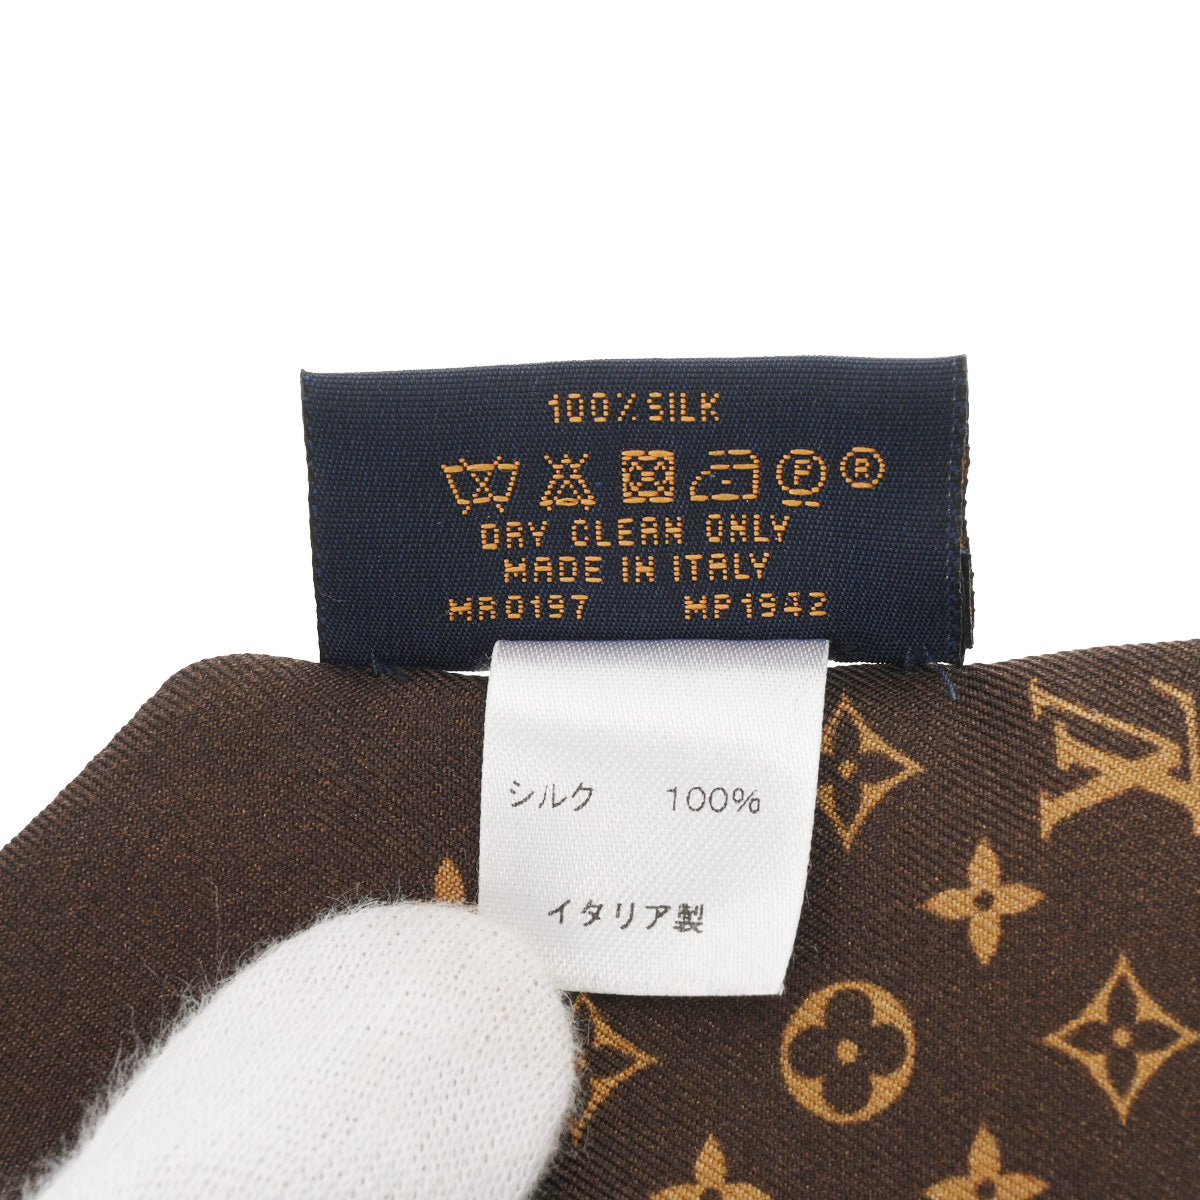 100% SILK
P ®
DRY CLEAN ONLY
MADE IN ITALY
MR0197 MP1942
シルク 100%
イタリア製
LV